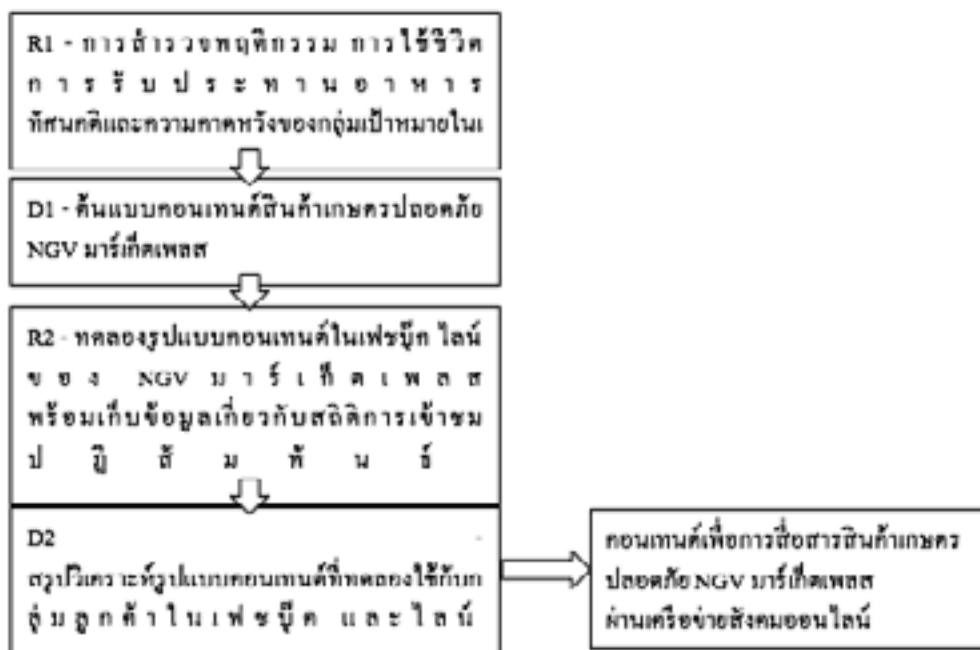 R1 - การสำรวจพฤติกรรม การใช้ชีวิต
การรับประทานอาหาร
ทัศนคติและความคาดหวังของกลุ่มเป้าหมายในเ
D1 - ต้นแบบคอนเทนต์สินค้าเกษตรปลอดภัย
NGV มาร์เก็ตเพลส
R2 - ทดลองรูปแบบคอนเทนต์ในเฟซบุ๊ก ไลน์
ของ NGV มาร์เก็ตเพลส
พร้อมเก็บข้อมูลเกี่ยวกับสถิติการเข้าชม
ปฏิสัมพันธ์
D2 -
สรุปวิเคราะห์รูปแบบคอนเทนต์ที่ทดลองใช้กับก
ลุ่มลูกค้าในเฟซบุ๊ค และไลน์
คอนเทนต์เพื่อการสื่อสารสินค้าเกษตร
ปลอดภัย NGV มาร์เก็ตเพลส
ผ่านเครือข่ายสังคมออนไลน์